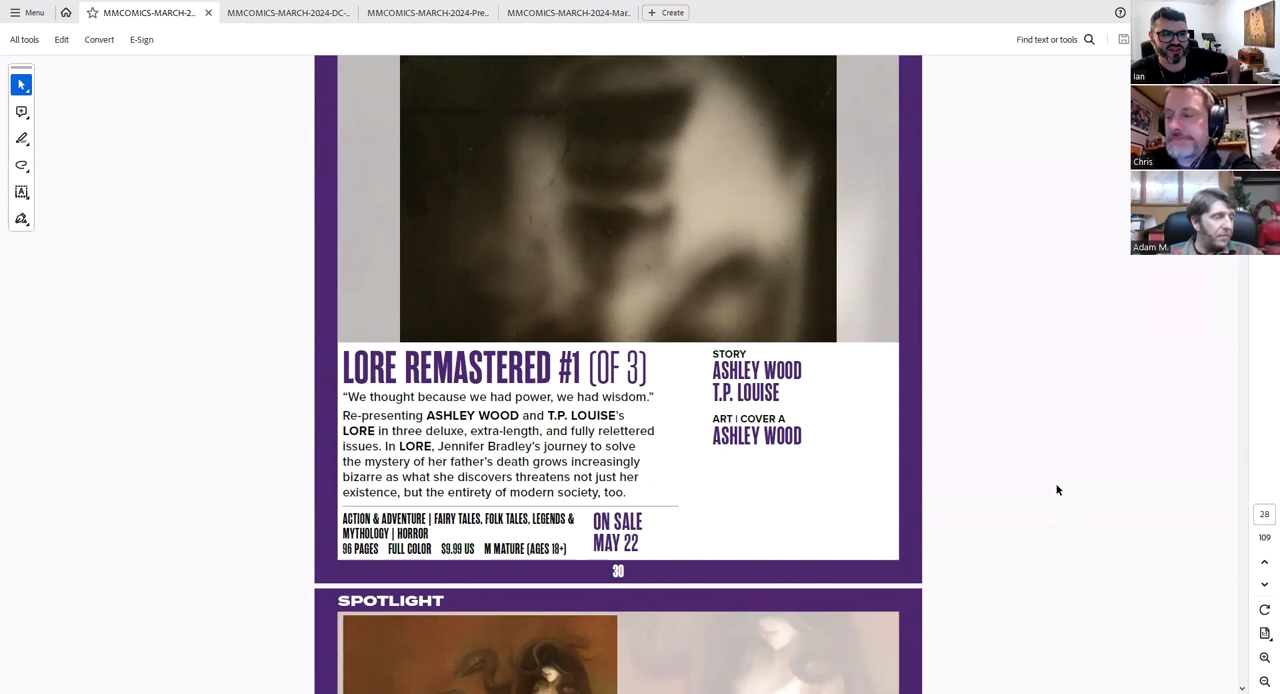 Menu
MMCOMICS-MARCH-2...
MMCOMICS-MARCH-2024-DC-...
MMCOMICS-MARCH-2024-Pre...
MMCOMICS-MARCH-2024-Mar...
+ Create
All tools
Edit
Convert
E-Sign
Find text or tools
Ian
Chris
Adam M.
LORE REMASTERED #1 (OF 3)
“We thought because we had power, we had wisdom.”
Re-presenting ASHLEY WOOD and T.P. LOUISE’s
LORE in three deluxe, extra-length, and fully relettered
issues. In LORE, Jennifer Bradley’s journey to solve
the mystery of her father’s death grows increasingly
bizarre as what she discovers threatens not just her
existence, but the entirety of modern society, too.
ACTION & ADVENTURE | FAIRY TALES, FOLK TALES, LEGENDS &
MYTHOLOGY | HORROR
96 PAGES FULL COLOR $9.99 US M MATURE (AGES 18+)
ON SALE
MAY 22
STORY
ASHLEY WOOD
T.P. LOUISE
ART | COVER A
ASHLEY WOOD
30
SPOTLIGHT
28
109